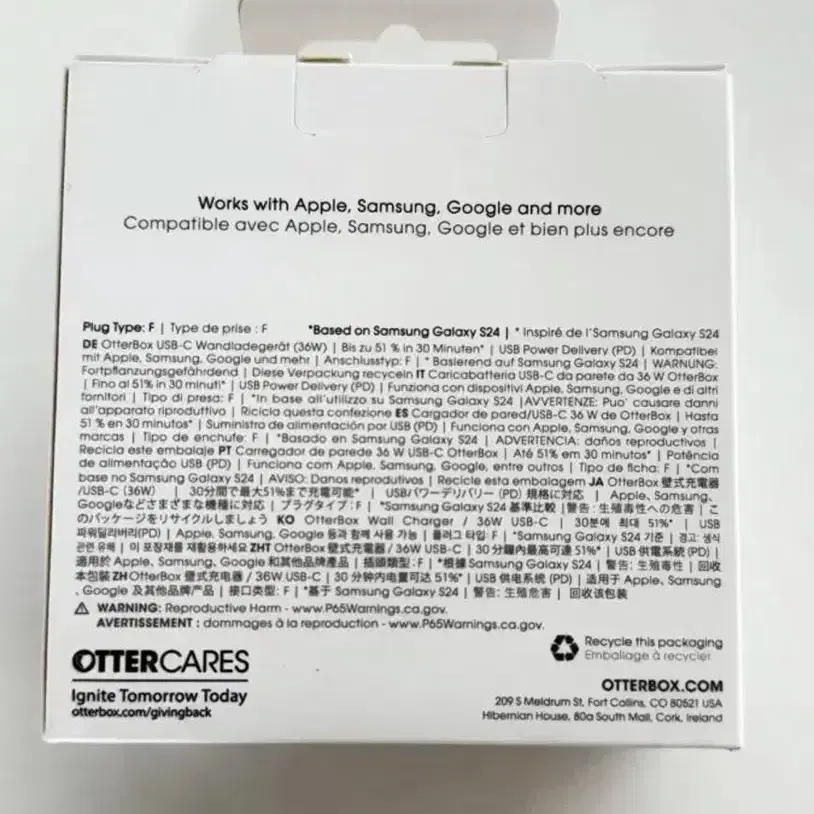 Works with Apple, Samsung, Google and more
Compatible avec Apple, Samsung, Google et bien plus encore
Plug Type: F | Type de prise : F *Based on Samsung Galaxy S24 | * Inspiré de l'Samsung Galaxy S24
DE OtterBox USB-C Wandladegerät (36W) | Bis zu 51 % in 30 Minuten* | USB Power Delivery (PD) | Kompatibel
mit Apple, Samsung, Google und mehr | Anschlusstyp: F | * Basierend auf Samsung Galaxy S24 | WARNUNG:
Fortpflanzungsgefährdend | Diese Verpackung recyceln IT Caricabatteria USB-C da parete da 36 W OtterBox
| Fino al 51% in 30 minuti* | USB Power Delivery (PD) | Funziona con dispositivi Apple, Samsung, Google e di altri
fornitori | Tipo di presa: F | *In base all'utilizzo su Samsung Galaxy S24 |AVVERTENZE: Puo' causare danni
all'apparato riproduttivo | Ricicla questa confezione ES Cargador de pared/USB-C 36 W de OtterBox | Hasta
51 % en 30 minutos* | Suministro de alimentación por USB (PD) | Funciona con Apple, Samsung, Google y otras
marcas | Tipo de enchufe: F | *Basado en Samsung Galaxy S24 | ADVERTENCIA: daños reproductivos |
Recicla este embalaje PT Carregador de parede 36 W USB-C OtterBox | Até 51% em 30 minutos* | Potência
de alimentação USB (PD) | Funciona com Apple, Samsung, Google, entre outros | Tipo de ficha: F | *Com
base no Samsung Galaxy S24 | AVISO: Danos reprodutivos | Recicle esta embalagem JA OtterBox 壁式充電器
/USB-C (36W) | 30分間で最大51%まで充電可能* | USBパワーデリバリー (PD) 規格に対応 | Apple、Samsung、
Googleなどさまざまな機種に対応 | プラグタイプ: F | *Samsung Galaxy S24 基準比較 |警告: 生殖毒性への危害 | こ
のパッケージをリサイクルしましょう KO OtterBox Wall Charger / 36W USB-C | 30분에 최대 51%* | USB
파워딜리버리(PD) | Apple, Samsung, Google 등과 함께 사용 가능 | 플러그 타입: F | *Samsung Galaxy S24 기준 | 경고: 생식
관련 유해 | 이 포장재를 재활용하세요 ZHT OtterBox 壁式充電器 / 36W USB-C | 30 分鐘內最高可達 51%* | USB 供電系統 (PD) |
適用於 Apple、Samsung、Google 和其他品牌產品 | 插頭類型: F | *根據 Samsung Galaxy S24 | 警告: 生殖毒性 | 回收
本包裝 ZH OtterBox 壁式充电器 / 36W USB-C | 30 分钟内电量可达 51%* | USB 供电系统 (PD) | 适用于 Apple、Samsung
、Google 及其他品牌产品 | 接口类型: F | *基于 Samsung Galaxy S24 | 警告: 生殖危害 | 回收该包装
WARNING: Reproductive Harm - www.P65Warnings.ca.gov.
AVERTISSEMENT : dommages à la reproduction - www.P65Warnings.ca.gov.
Recycle this packaging
Emballage à recycler
OTTERCARES
Ignite Tomorrow Today
otterbox.com/givingback
OTTERBOX.COM
209 S Meldrum St, Fort Collins, CO 80521 USA
Hibernian House, 80a South Mall, Cork, Ireland